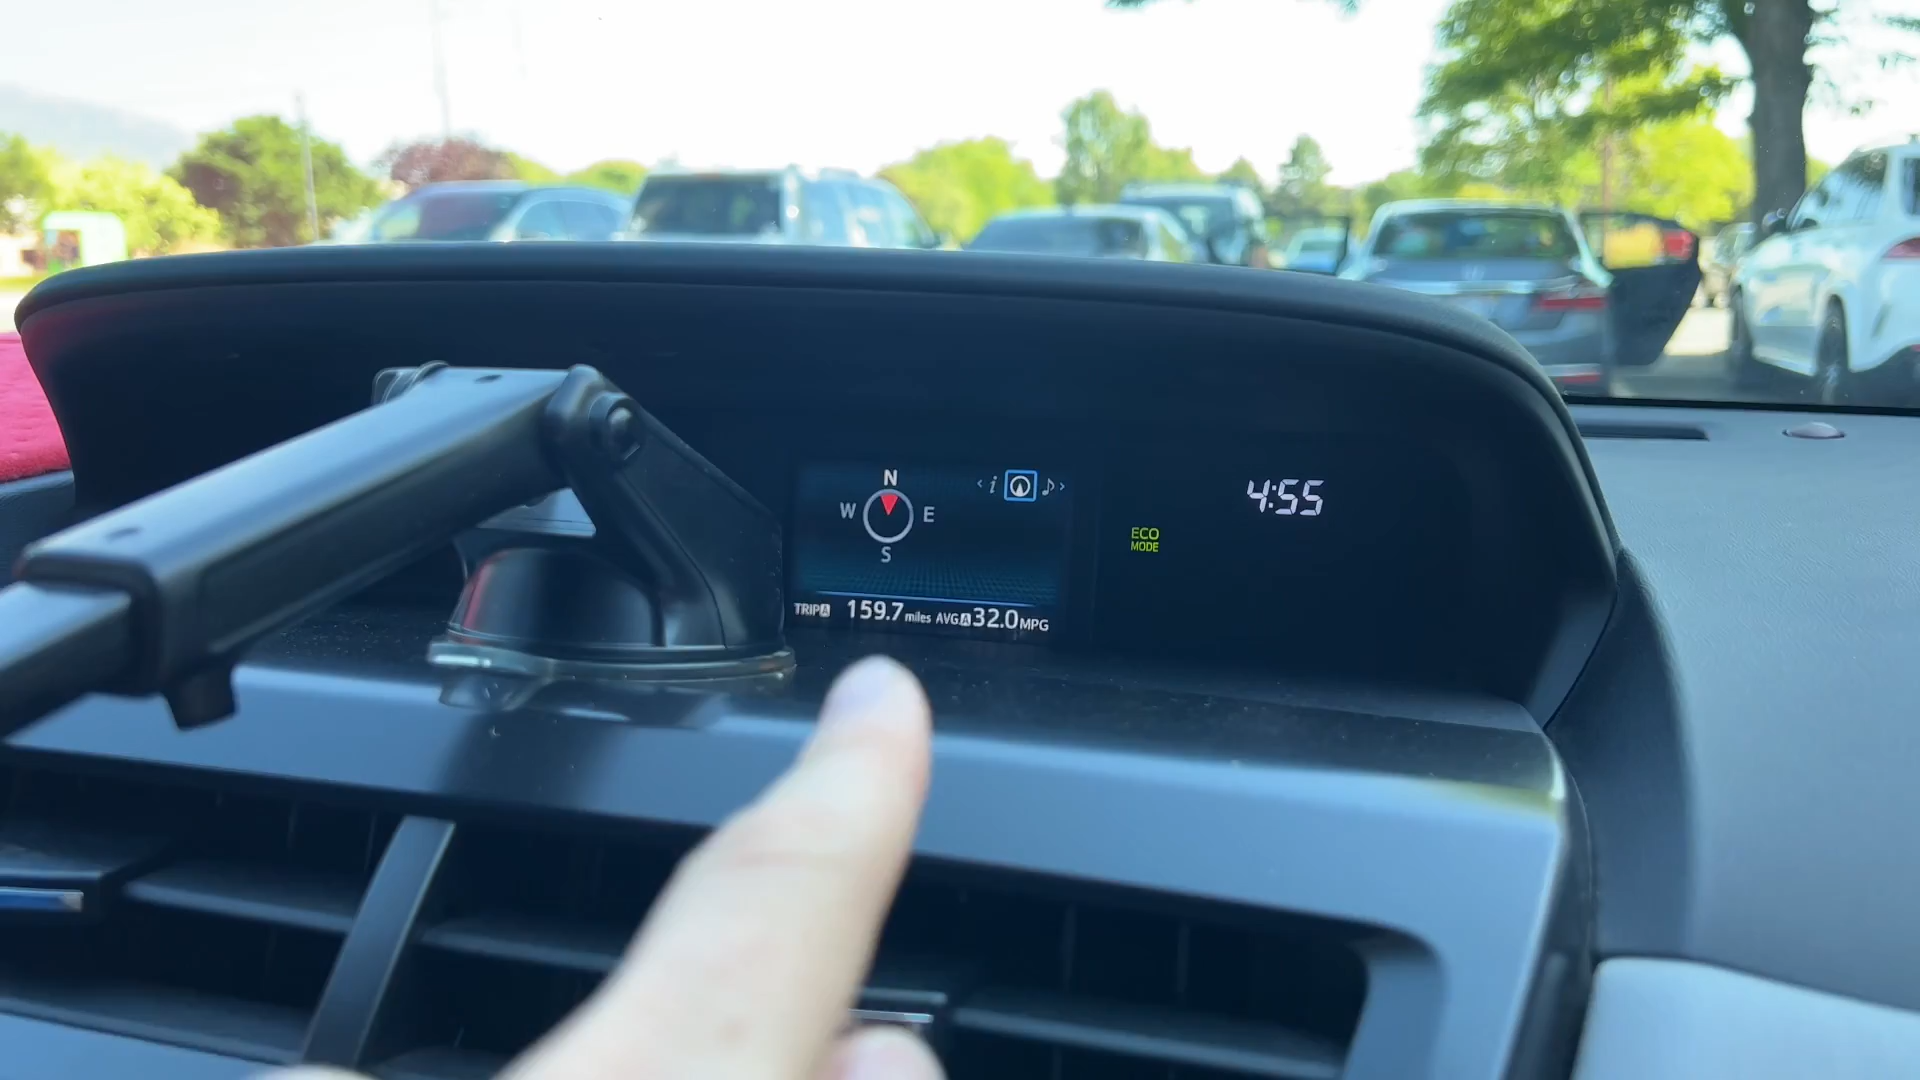 N
W E
S
< i ♪ >
TRIP A 159.7 miles AVG. A 32.0 MPG
ECO
MODE
4:55